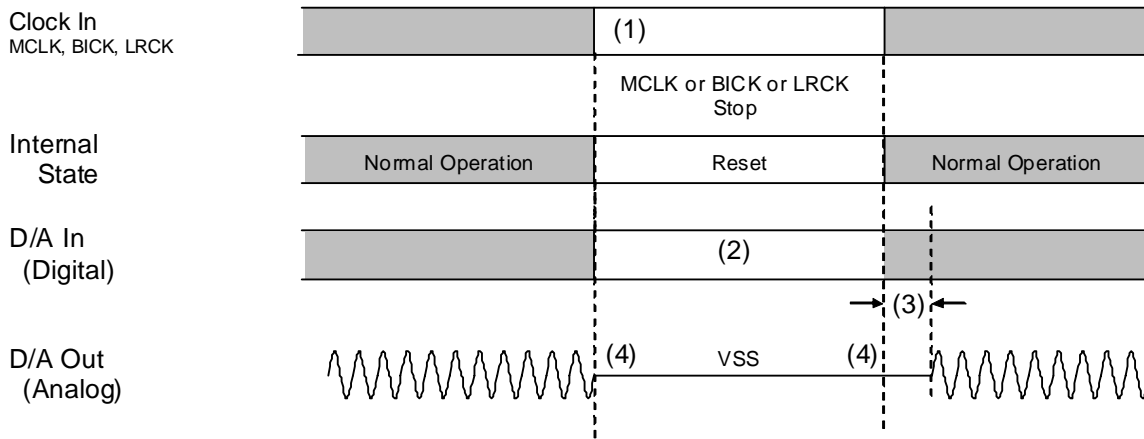 Clock In
MCLK, BICK, LRCK
(1)
MCLK or BICK or LRCK
Stop
Internal
State
Normal Operation
Reset
Normal Operation
D/A In
(Digital)
(2)
(3)
D/A Out
(Analog)
(4)
VSS
(4)